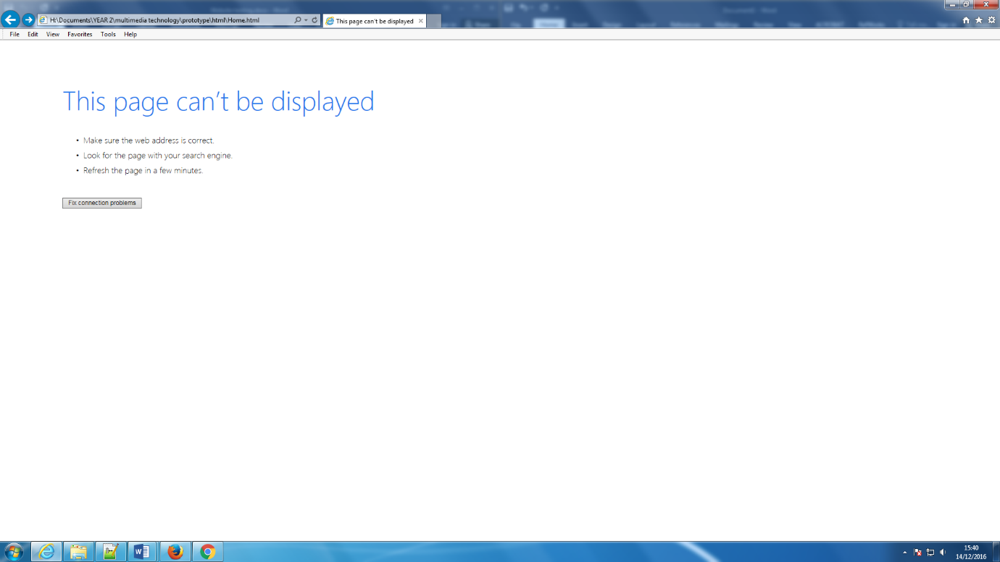 H:\Documents\YEAR 2\multimedia technology\prototype\html\Home.html
This page can't be displayed
File Edit View Favorites Tools Help
This page can't be displayed
• Make sure the web address is correct.
• Look for the page with your search engine.
• Refresh the page in a few minutes.
Fix connection problems
15:40
14/12/2016